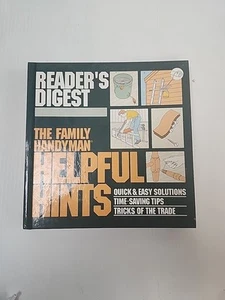 READER'S
DIGEST
THE FAMILY
HANDYMAN
HELPFUL
HINTS
QUICK & EASY SOLUTIONS
TIME-SAVING TIPS
TRICKS OF THE TRADE